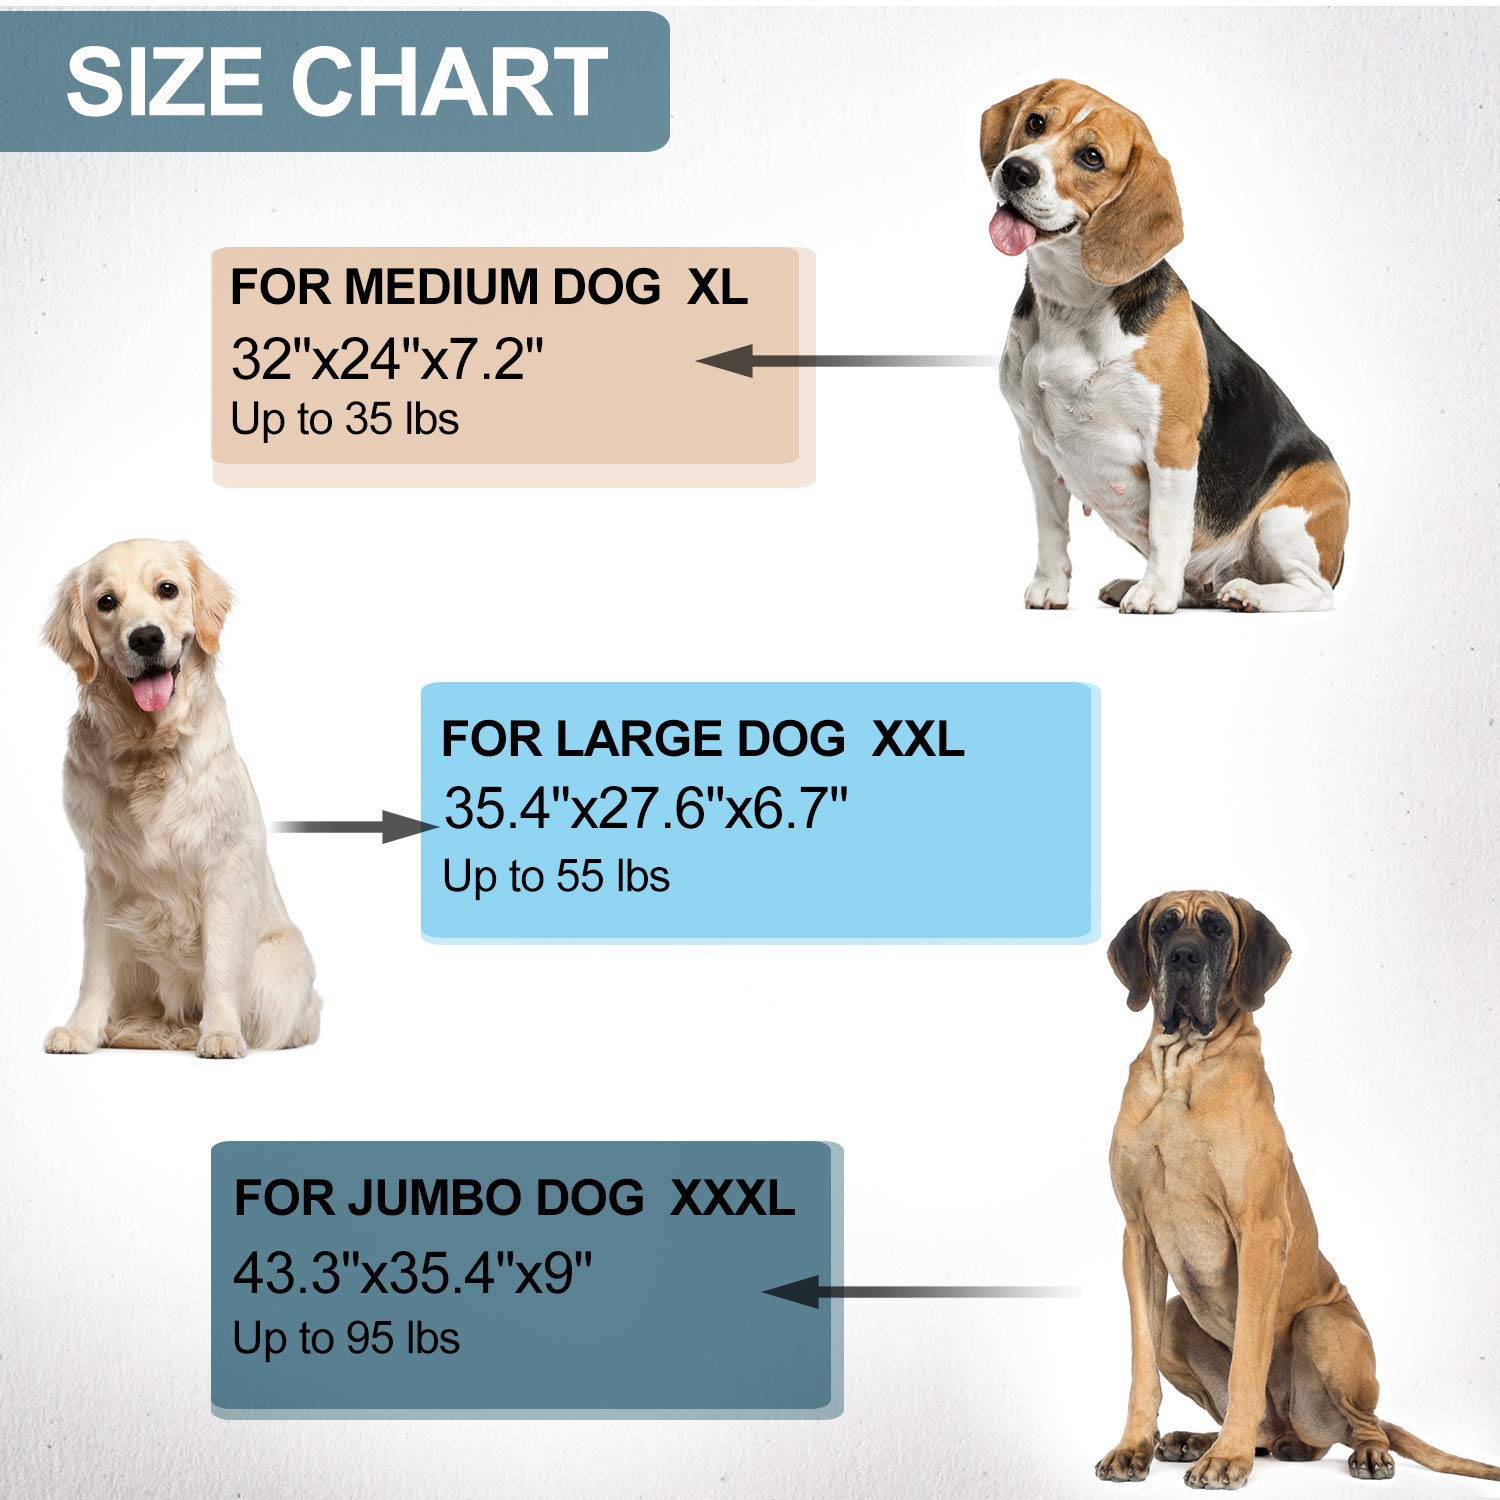 SIZE CHART
FOR MEDIUM DOG XL
32"x24"x7.2"
Up to 35 lbs
FOR LARGE DOG XXL
35.4"x27.6"x6.7"
Up to 55 lbs
FOR JUMBO DOG XXXL
43.3"x35.4"x9"
Up to 95 lbs